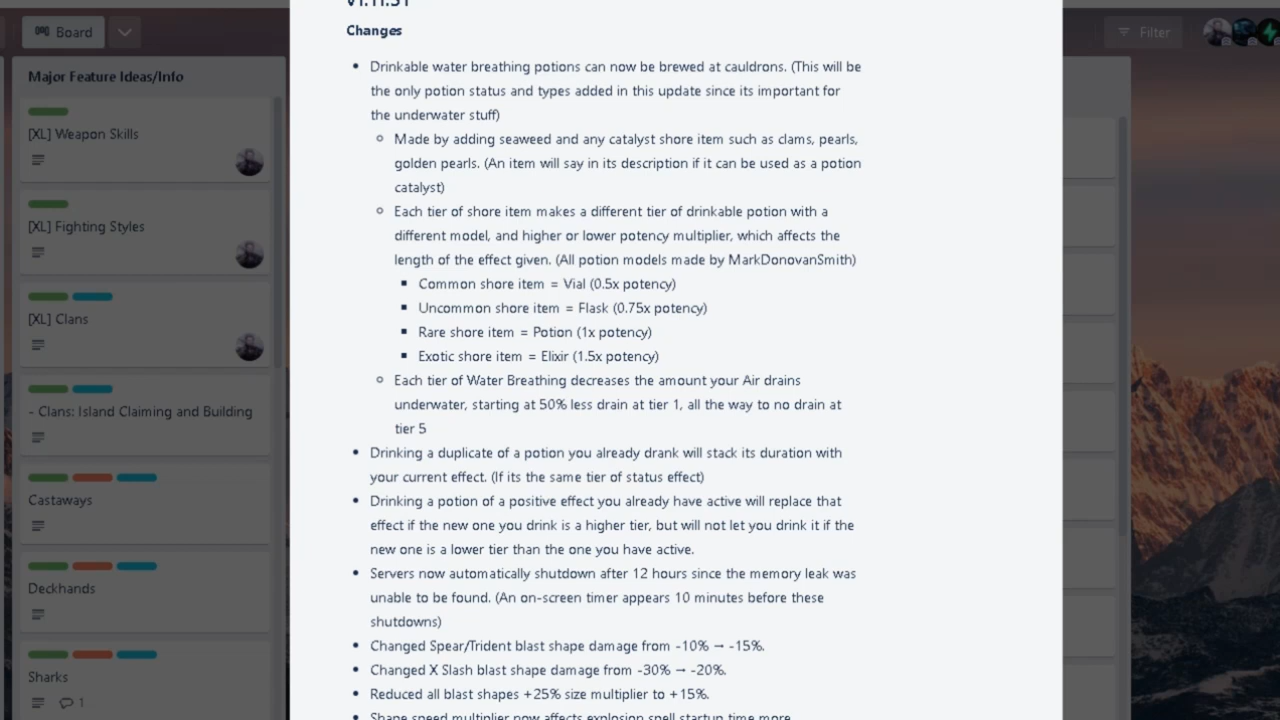 V1.11.51
Board
Filter
Major Feature Ideas/Info
[XL] Weapon Skills
[XL] Fighting Styles
[XL] Clans
- Clans: Island Claiming and Building
Castaways
Deckhands
Sharks
1
Changes
• Drinkable water breathing potions can now be brewed at cauldrons. (This will be
the only potion status and types added in this update since its important for
the underwater stuff)
◦ Made by adding seaweed and any catalyst shore item such as clams, pearls,
golden pearls. (An item will say in its description if it can be used as a potion
catalyst)
◦ Each tier of shore item makes a different tier of drinkable potion with a
different model, and higher or lower potency multiplier, which affects the
length of the effect given. (All potion models made by MarkDonovanSmith)
▪ Common shore item = Vial (0.5x potency)
▪ Uncommon shore item = Flask (0.75x potency)
▪ Rare shore item = Potion (1x potency)
▪ Exotic shore item = Elixir (1.5x potency)
◦ Each tier of Water Breathing decreases the amount your Air drains
underwater, starting at 50% less drain at tier 1, all the way to no drain at
tier 5
• Drinking a duplicate of a potion you already drank will stack its duration with
your current effect. (If its the same tier of status effect)
• Drinking a potion of a positive effect you already have active will replace that
effect if the new one you drink is a higher tier, but will not let you drink it if the
new one is a lower tier than the one you have active.
• Servers now automatically shutdown after 12 hours since the memory leak was
unable to be found. (An on-screen timer appears 10 minutes before these
shutdowns)
• Changed Spear/Trident blast shape damage from -10% → -15%.
• Changed X Slash blast shape damage from -30% → -20%.
• Reduced all blast shapes +25% size multiplier to +15%.
• Shape speed multiplier now affects explosion spell startup time more